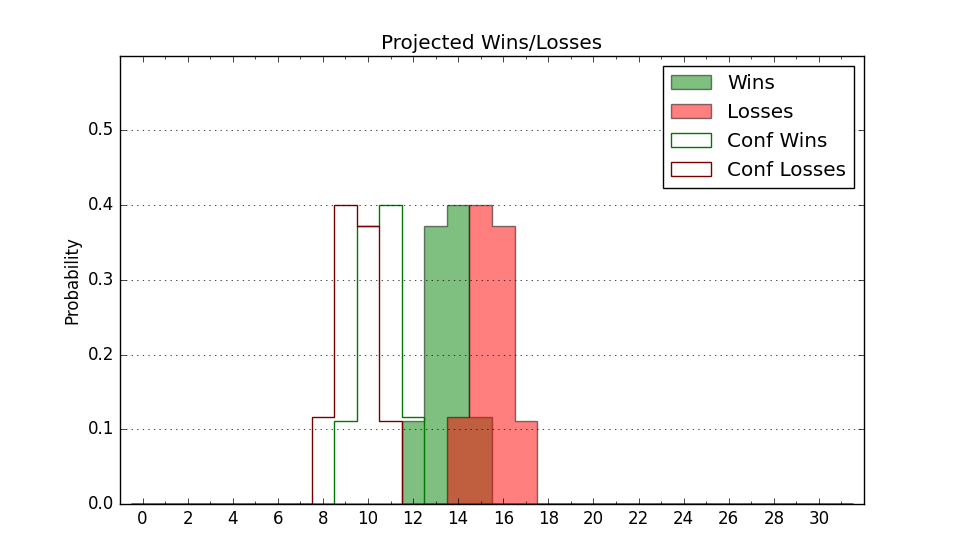 Projected Wins/Losses
Wins
Losses
Conf Wins
Conf Losses
Probability
0.5
0.4
0.3
0.2
0.1
0.0
0 2 4 6 8 10 12 14 16 18 20 22 24 26 28 30